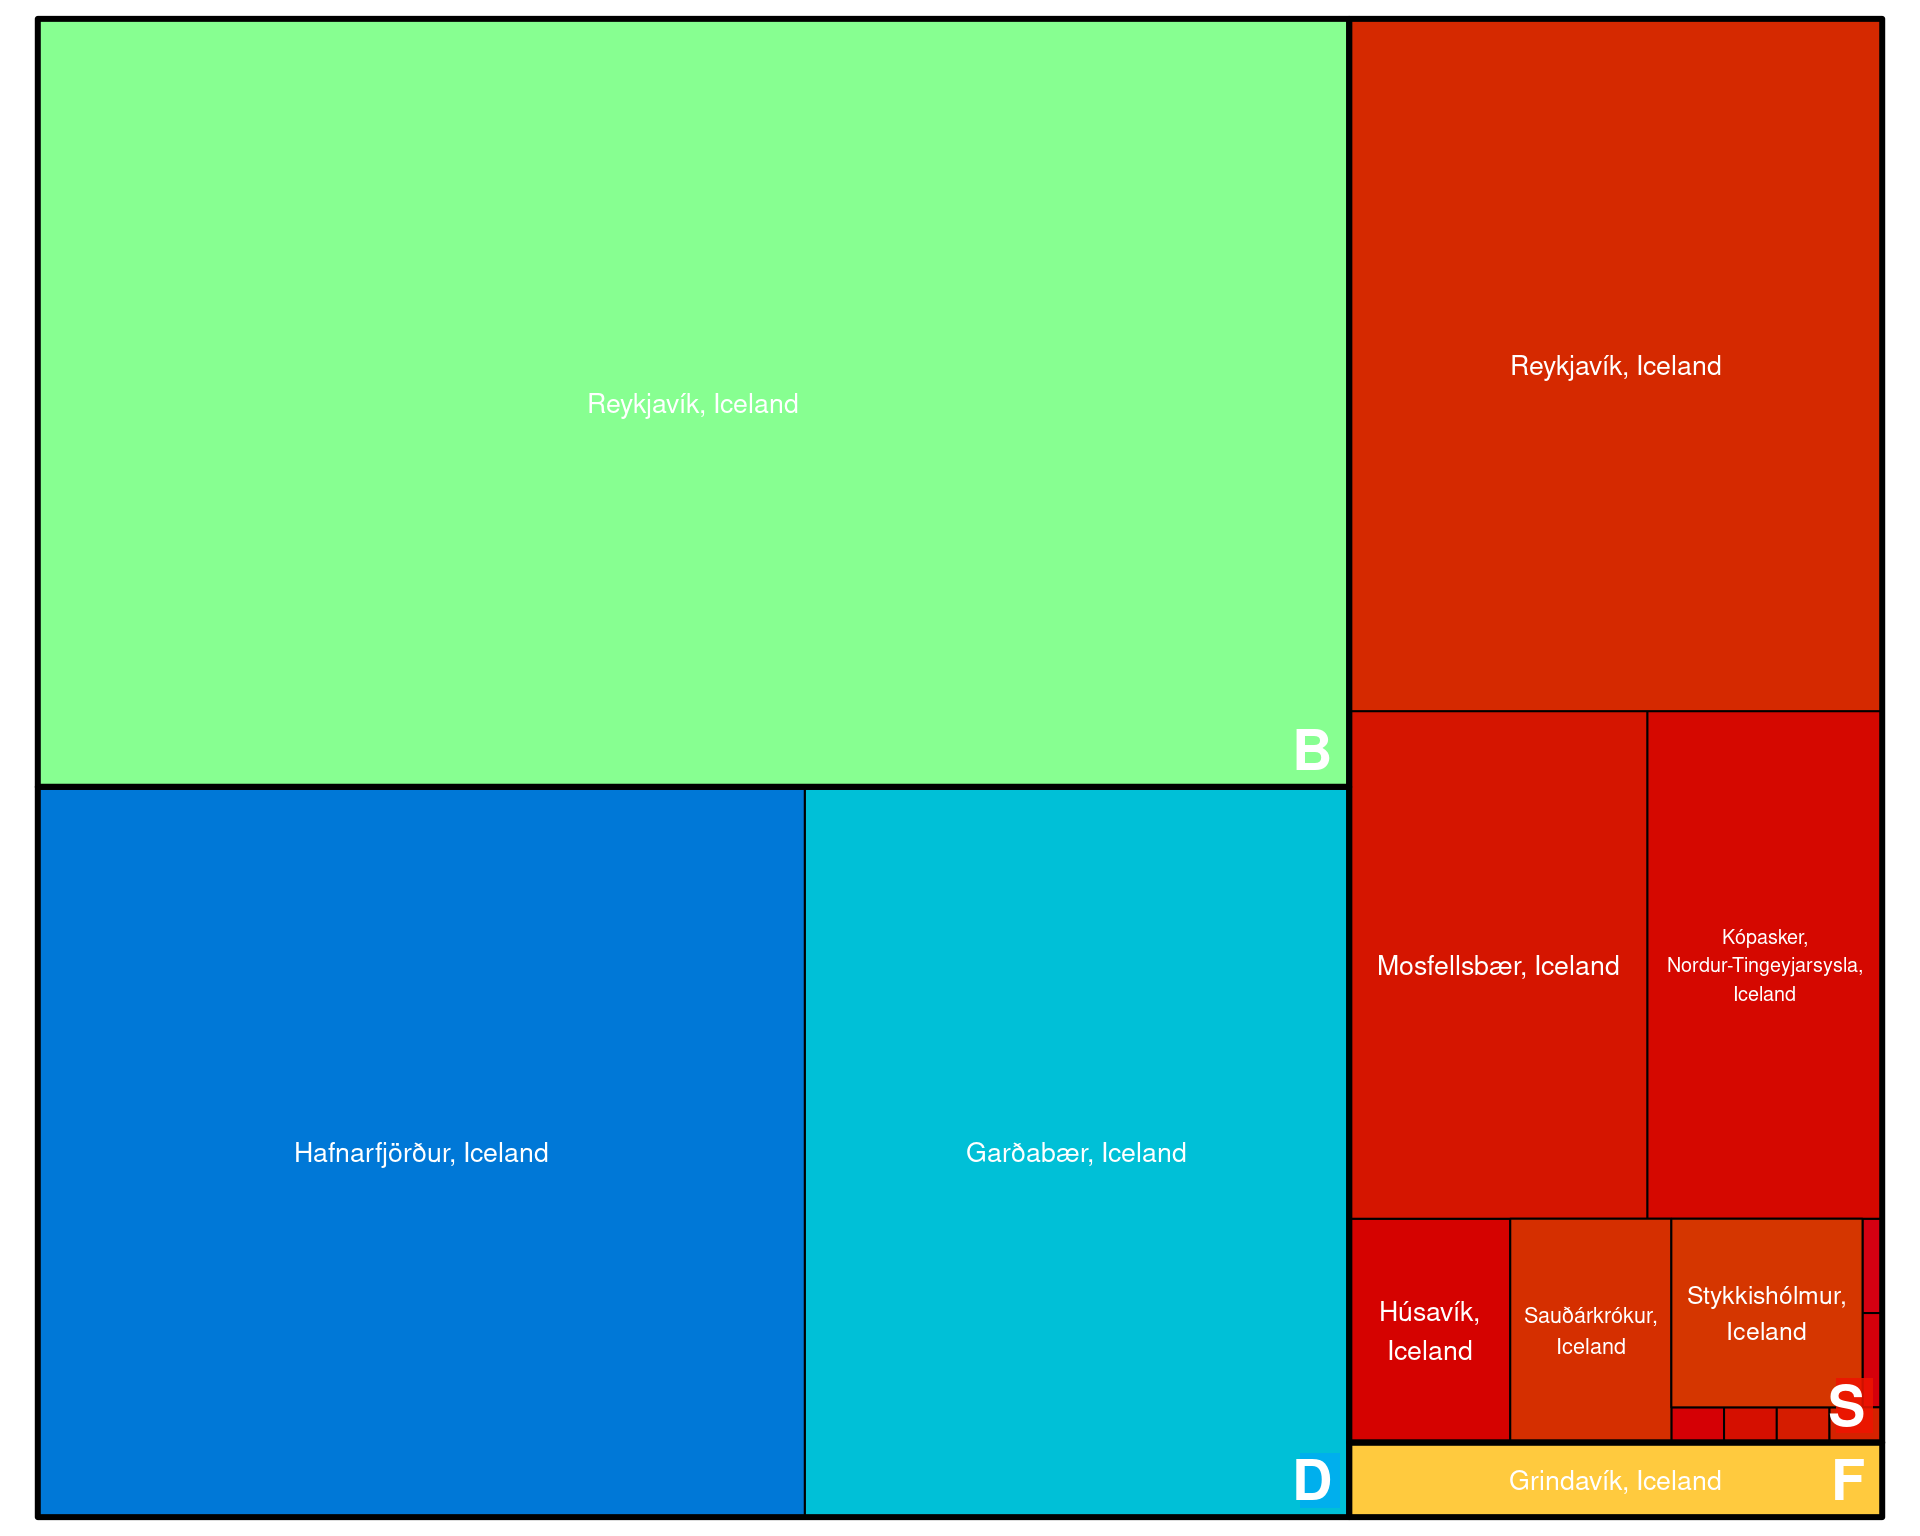 Reykjavík, Iceland
B
Hafnarfjörður, Iceland
Garðabær, Iceland
D
Reykjavík, Iceland
Mosfellsbær, Iceland
Kópasker,
Nordur-Tingeyjarsysla,
Iceland
Húsavík,
Iceland
Sauðárkrókur,
Iceland
Stykkishólmur,
Iceland
S
Grindavík, Iceland
F